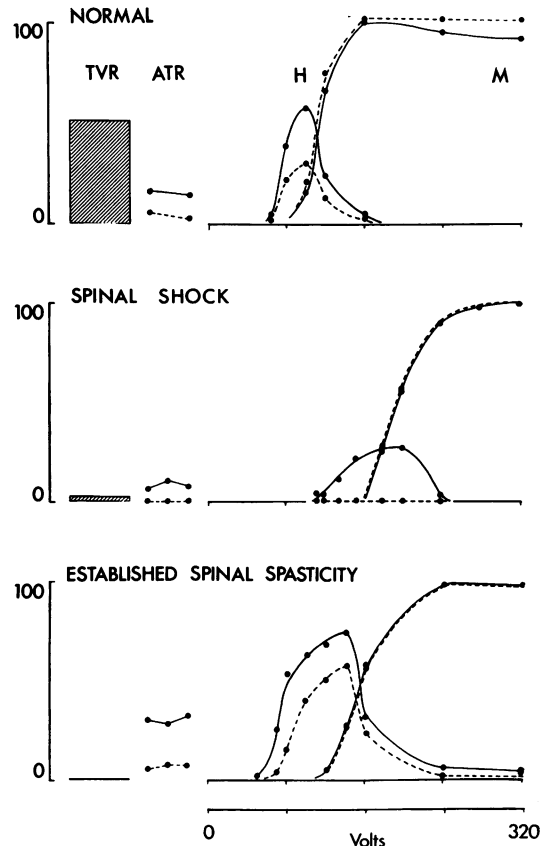 NORMAL
100
TVR ATR H M
0
SPINAL SHOCK
100
0
ESTABLISHED SPINAL SPASTICITY
100
0
0 320
Volts